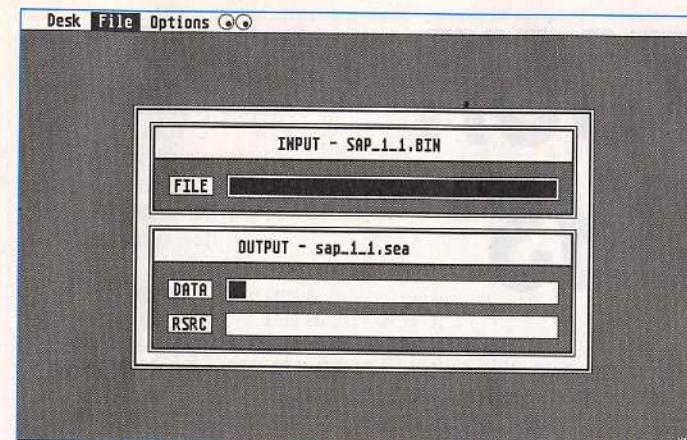 Desk File Options
INPUT - SAP_1_1.BIN
FILE
OUTPUT - sap_1_1.sea
DATA
RSRC